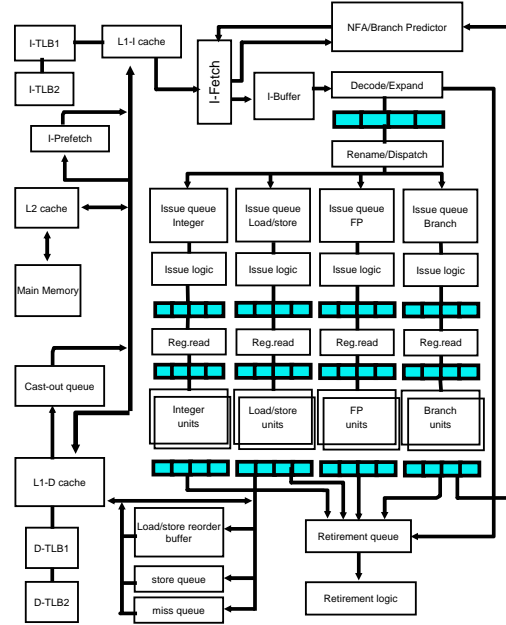 I-TLB1
L1-I cache
NFA/Branch Predictor
I-Fetch
I-TLB2
I-Buffer
Decode/Expand
I-Prefetch
Rename/Dispatch
L2 cache
Issue queue
Integer
Issue queue
Load/store
Issue queue
FP
Issue queue
Branch
Main Memory
Issue logic
Issue logic
Issue logic
Issue logic
Reg.read
Reg.read
Reg.read
Reg.read
Cast-out queue
Integer
units
Load/store
units
FP
units
Branch
units
L1-D cache
Load/store reorder
buffer
Retirement queue
D-TLB1
store queue
D-TLB2
miss queue
Retirement logic